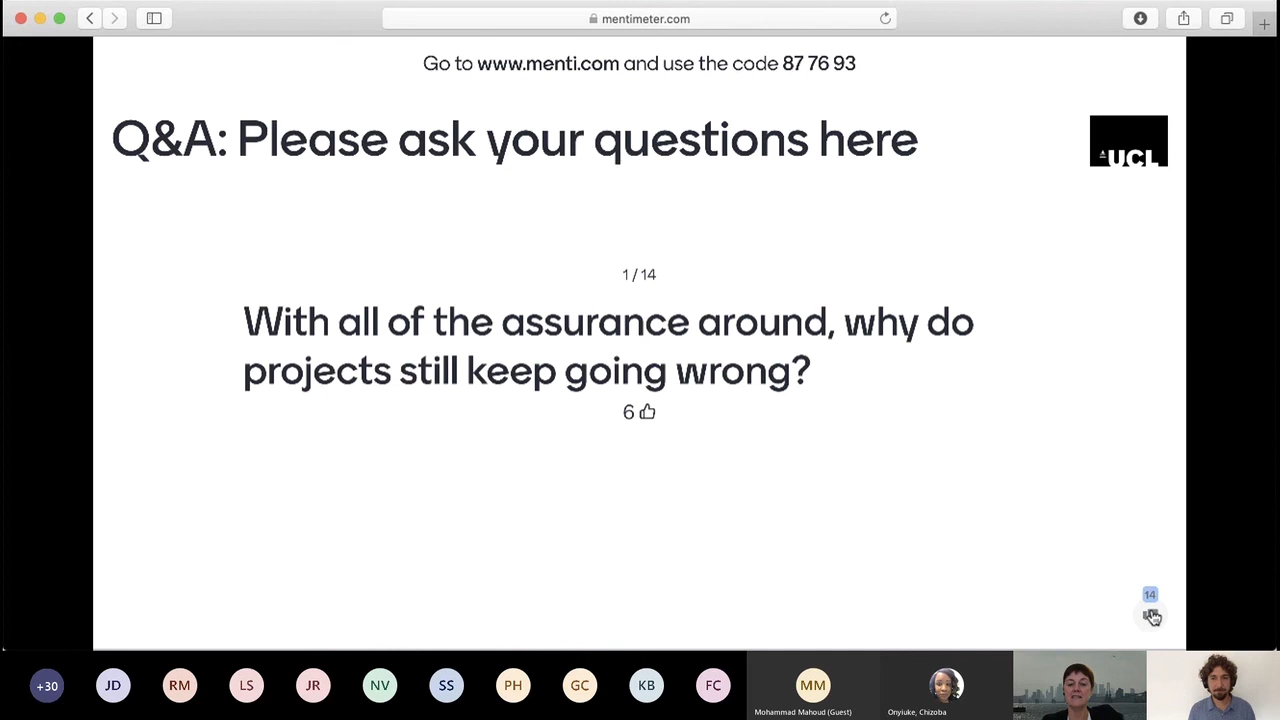 mentimeter.com
Go to www.menti.com and use the code 87 76 93
Q&A: Please ask your questions here
UCL
1 / 14
With all of the assurance around, why do
projects still keep going wrong?
6
14
+30
JD
RM
LS
JR
NV
SS
PH
GC
KB
FC
MM
Mohammad Mahoud (Guest)
Onyiuke, Chizoba